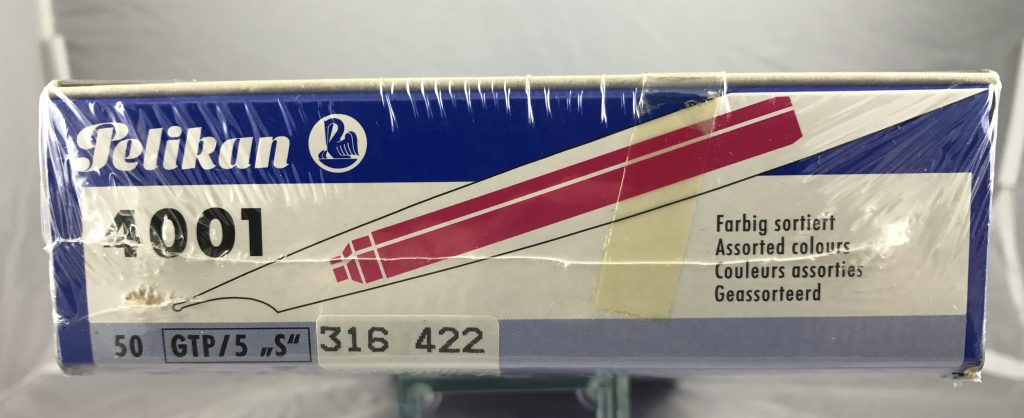 Pelikan
4001
Farbig sortiert
Assorted colours
Couleurs assorties
Geassorteerd
50 GTP/5 „S“ 316 422